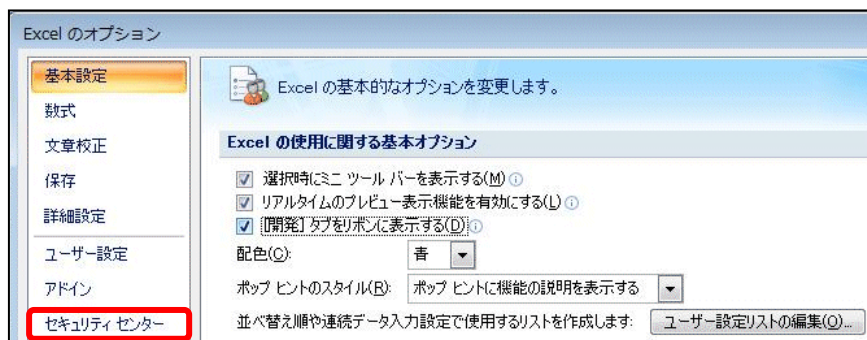 Excel のオプション
基本設定
数式
文章校正
保存
詳細設定
ユーザー設定
アドイン
セキュリティ センター
Excel の基本的なオプションを変更します。
Excel の使用に関する基本オプション
選択時にミニ ツール バーを表示する(M)
リアルタイムのプレビュー表示機能を有効にする(L)
[開発] タブをリボンに表示する(D)
配色(C): 青
ポップ ヒントのスタイル(R): ポップ ヒントに機能の説明を表示する
並べ替え順や連続データ入力設定で使用するリストを作成します: ユーザー設定リストの編集(O)...